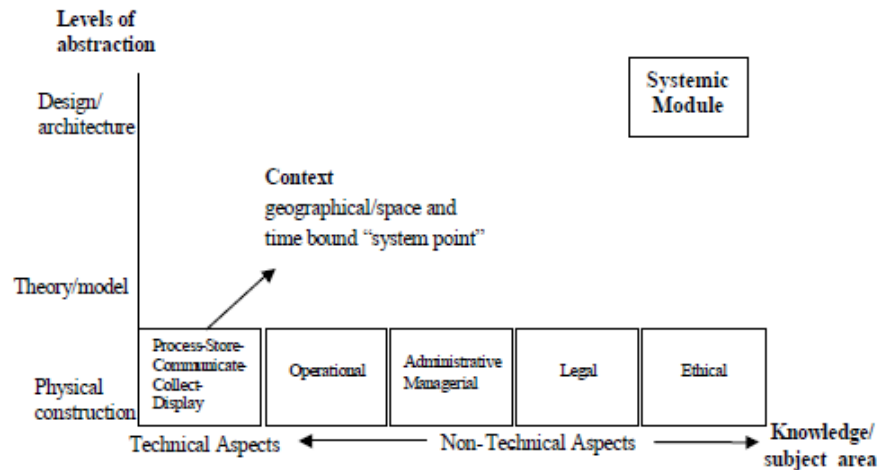 Levels of
abstraction
Design/
architecture
Systemic
Module
Context
geographical/space and
time bound “system point”
Theory/model
Process-Store-
Communicate-
Collect-
Display
Operational
Administrative
Managerial
Legal
Ethical
Physical
construction
Technical Aspects
Non-Technical Aspects
Knowledge/
subject area